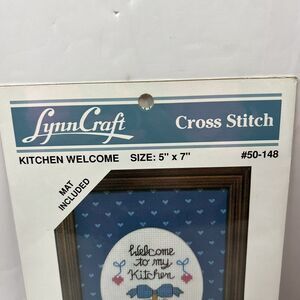 LynnCraft
Cross Stitch
KITCHEN WELCOME SIZE: 5" x 7" #50-148
MAT
INCLUDED
Welcome
to my
Kitchen